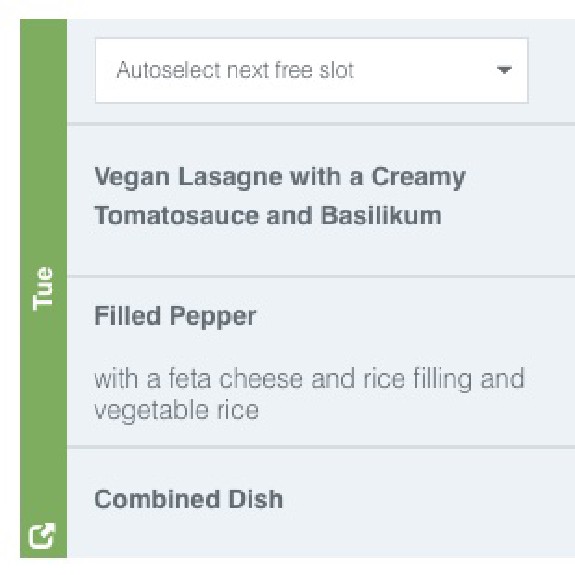 Autoselect next free slot
Vegan Lasagne with a Creamy
Tomatosauce and Basilikum
Tue
Filled Pepper
with a feta cheese and rice filling and
vegetable rice
Combined Dish